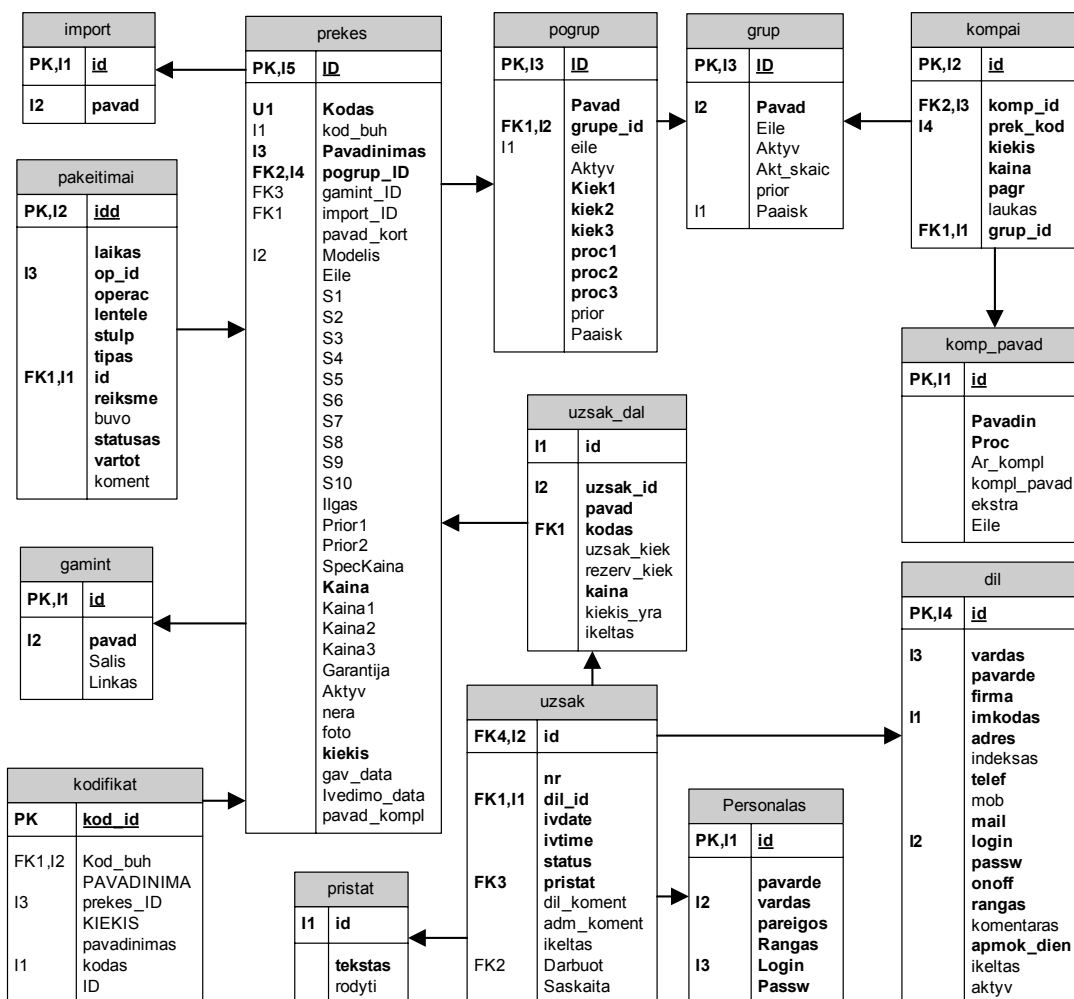 import
PK,I1 id
I2 pavad
prekes
PK,I5 ID
U1 Kodas
I1 kod_buh
I3 Pavadinimas
FK2,I4 pogrup_ID
FK3 gamint_ID
FK1 import_ID
pavad_kort
I2 Modelis
Eile
S1
S2
S3
S4
S5
S6
S7
S8
S9
S10
Ilgas
Prior1
Prior2
SpecKaina
Kaina
Kaina1
Kaina2
Kaina3
Garantija
Aktyv
nera
foto
kiekis
gav_data
Ivedimo_data
pavad_kompl
pogrup
PK,I3 ID
Pavad
FK1,I2 grupe_id
I1 eile
Aktyv
Kiek1
kiek2
kiek3
proc1
proc2
proc3
prior
Paaisk
grup
PK,I3 ID
I2 Pavad
Eile
Aktyv
Akt_skaic
prior
I1 Paaisk
kompai
PK,I2 id
FK2,I3 komp_id
I4 prek_kod
kiekis
kaina
pagr
laukas
FK1,I1 grup_id
pakeitimai
PK,I2 idd
laikas
I3 op_id
operac
lentele
stulp
tipas
FK1,I1 id
reiksme
buvo
statusas
vartot
koment
komp_pavad
PK,I1 id
Pavadin
Proc
Ar_kompl
kompl_pavad
ekstra
Eile
uzsak_dal
I1 id
I2 uzsak_id
pavad
FK1 kodas
uzsak_kiek
rezerv_kiek
kaina
kiekis_yra
ikeltas
gamint
PK,I1 id
I2 pavad
Salis
Linkas
dil
PK,I4 id
I3 vardas
pavarde
firma
I1 imkodas
adres
indeksas
telef
mob
mail
I2 login
passw
onoff
rangas
komentaras
apmok_dien
ikeltas
aktyv
uzsak
FK4,I2 id
nr
FK1,I1 dil_id
ivdate
ivtime
status
FK3 pristat
dil_koment
adm_koment
ikeltas
FK2 Darbuot
Saskaita
kodifikat
PK kod_id
FK1,I2 Kod_buh
PAVADINIMA
I3 prekes_ID
KIEKIS
pavadinimas
I1 kodas
ID
pristat
I1 id
tekstas
rodyti
Personalas
PK,I1 id
pavarde
I2 vardas
pareigos
Rangas
I3 Login
Passw